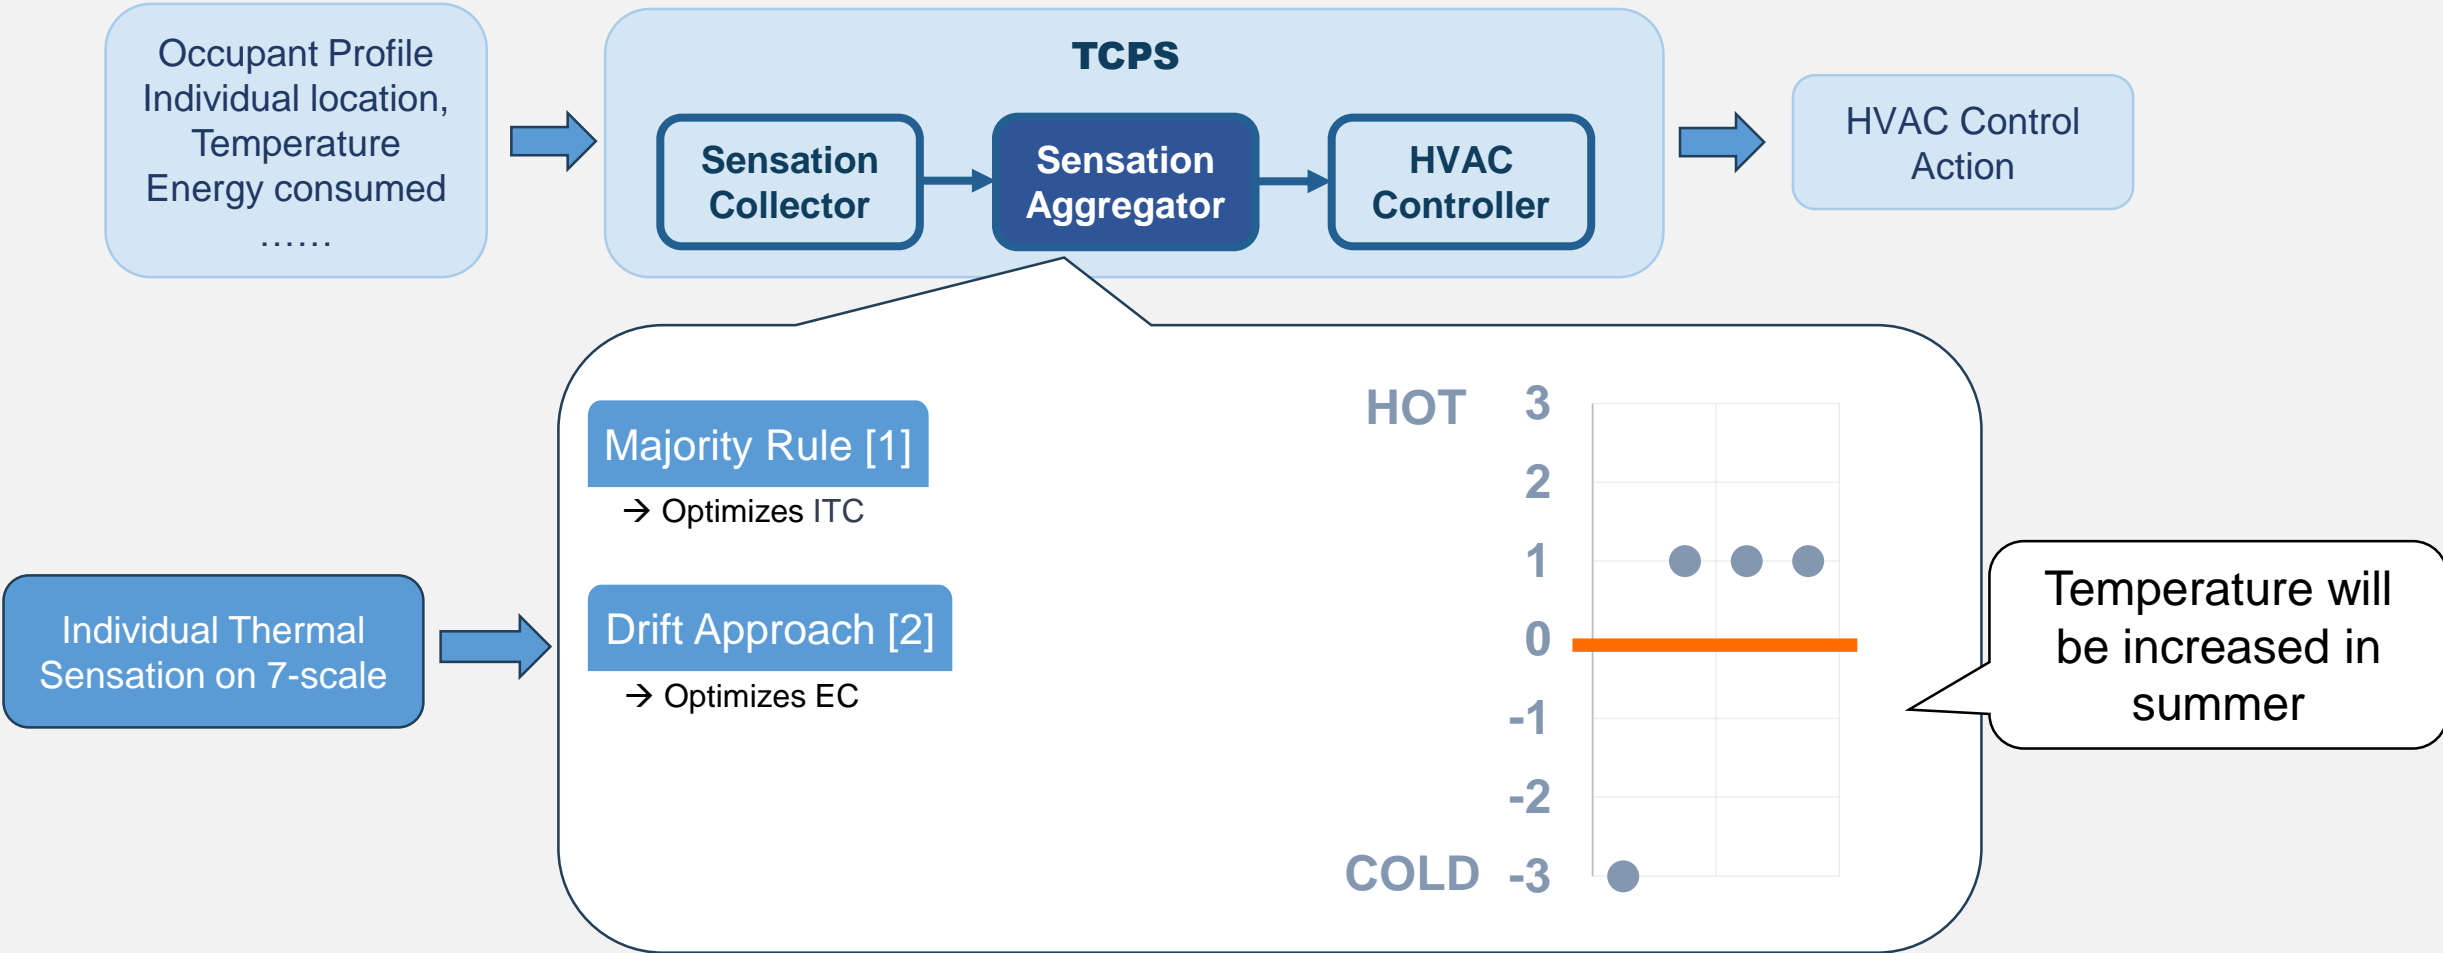 Occupant Profile
Individual location,
Temperature
Energy consumed
……
TCPS
Sensation
Collector
Sensation
Aggregator
HVAC
Controller
HVAC Control
Action
Individual Thermal
Sensation on 7-scale
Majority Rule [1]
→ Optimizes ITC
Drift Approach [2]
→ Optimizes EC
HOT 3
2
1
0
-1
-2
COLD -3
Temperature will
be increased in
summer